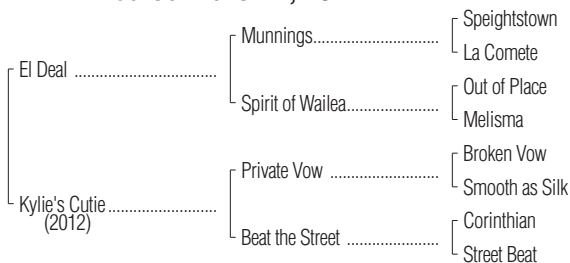 Speightstown
Munnings
La Comete
El Deal
Out of Place
Spirit of Wailea
Melisma
Broken Vow
Private Vow
Smooth as Silk
Kylie's Cutie
(2012)
Corinthian
Beat the Street
Street Beat